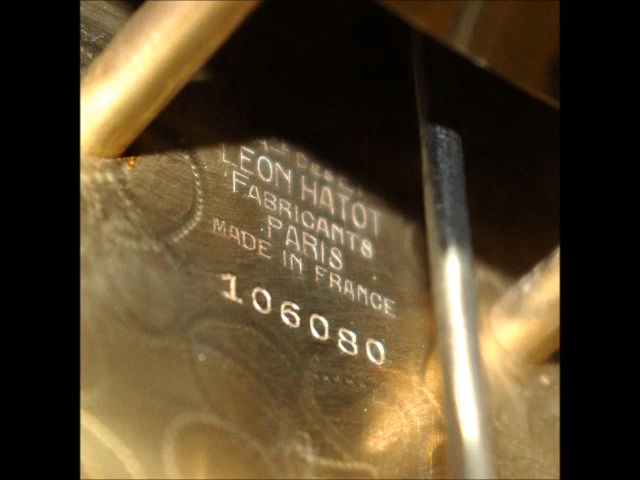 LEON HATOT
FABRICANTS
PARIS
MADE IN FRANCE
106080